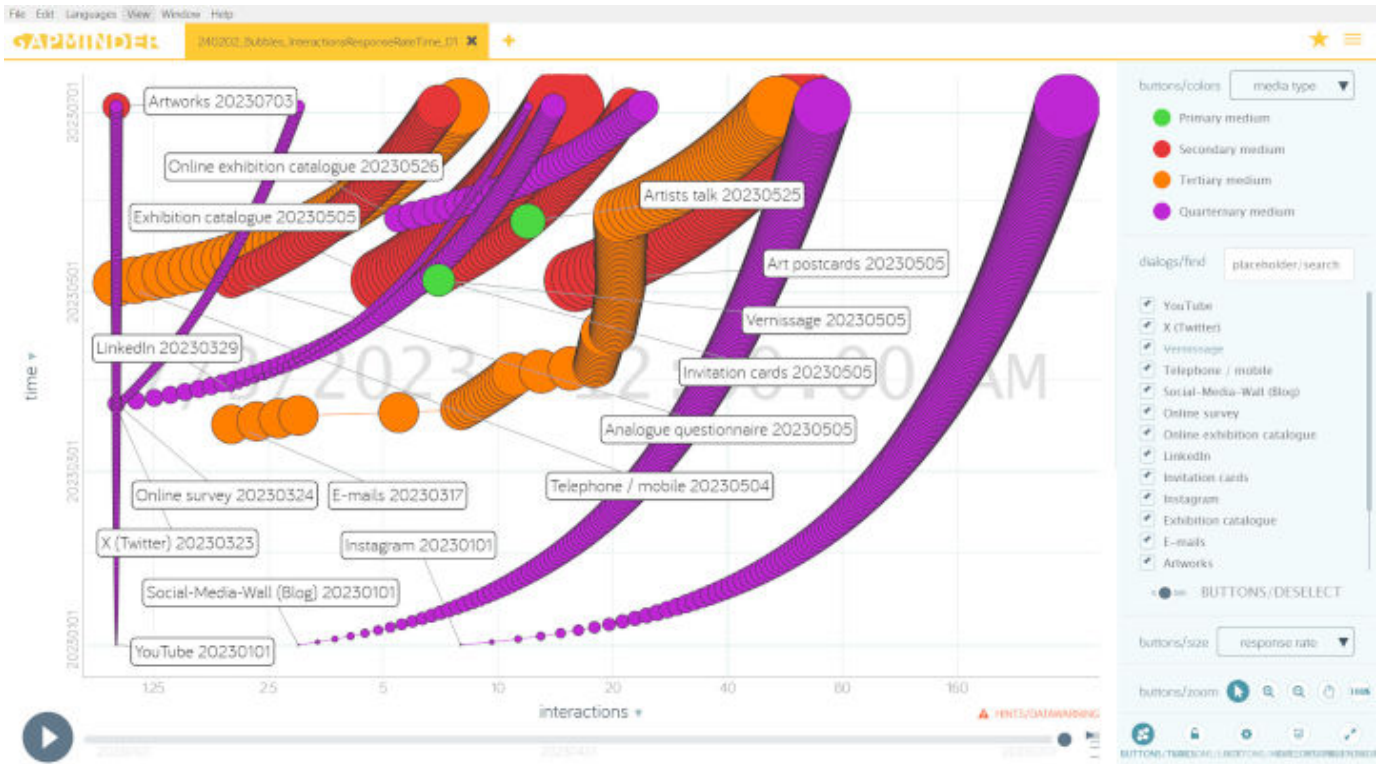 File Edit Languages View Window Help
GAPMINDER
240202_Bubbles_InteractionsResponseRateTime_01
Artworks 20230703
Online exhibition catalogue 20230526
Exhibition catalogue 20230505
Artists talk 20230525
Art postcards 20230505
Vernissage 20230505
LinkedIn 20230329
Invitation cards 20230505
Analogue questionnaire 20230505
Online survey 20230324
E-mails 20230317
Telephone / mobile 20230504
X (Twitter) 20230323
Instagram 20230101
Social-Media-Wall (Blog) 20230101
YouTube 20230101
20230701
20230501
20230301
20230101
time
1.25 2.5 5 10 20 40 80 160
interactions
HINTS/DATAWARNING
buttons/colors media type
Primary medium
Secondary medium
Tertiary medium
Quarternary medium
dialogs/find placeholder/search
YouTube
X (Twitter)
Vernissage
Telephone / mobile
Social-Media-Wall (Blog)
Online survey
Online exhibition catalogue
LinkedIn
Invitation cards
Instagram
Exhibition catalogue
E-mails
Artworks
BUTTONS/DESELECT
buttons/size response rate
buttons/zoom 100%